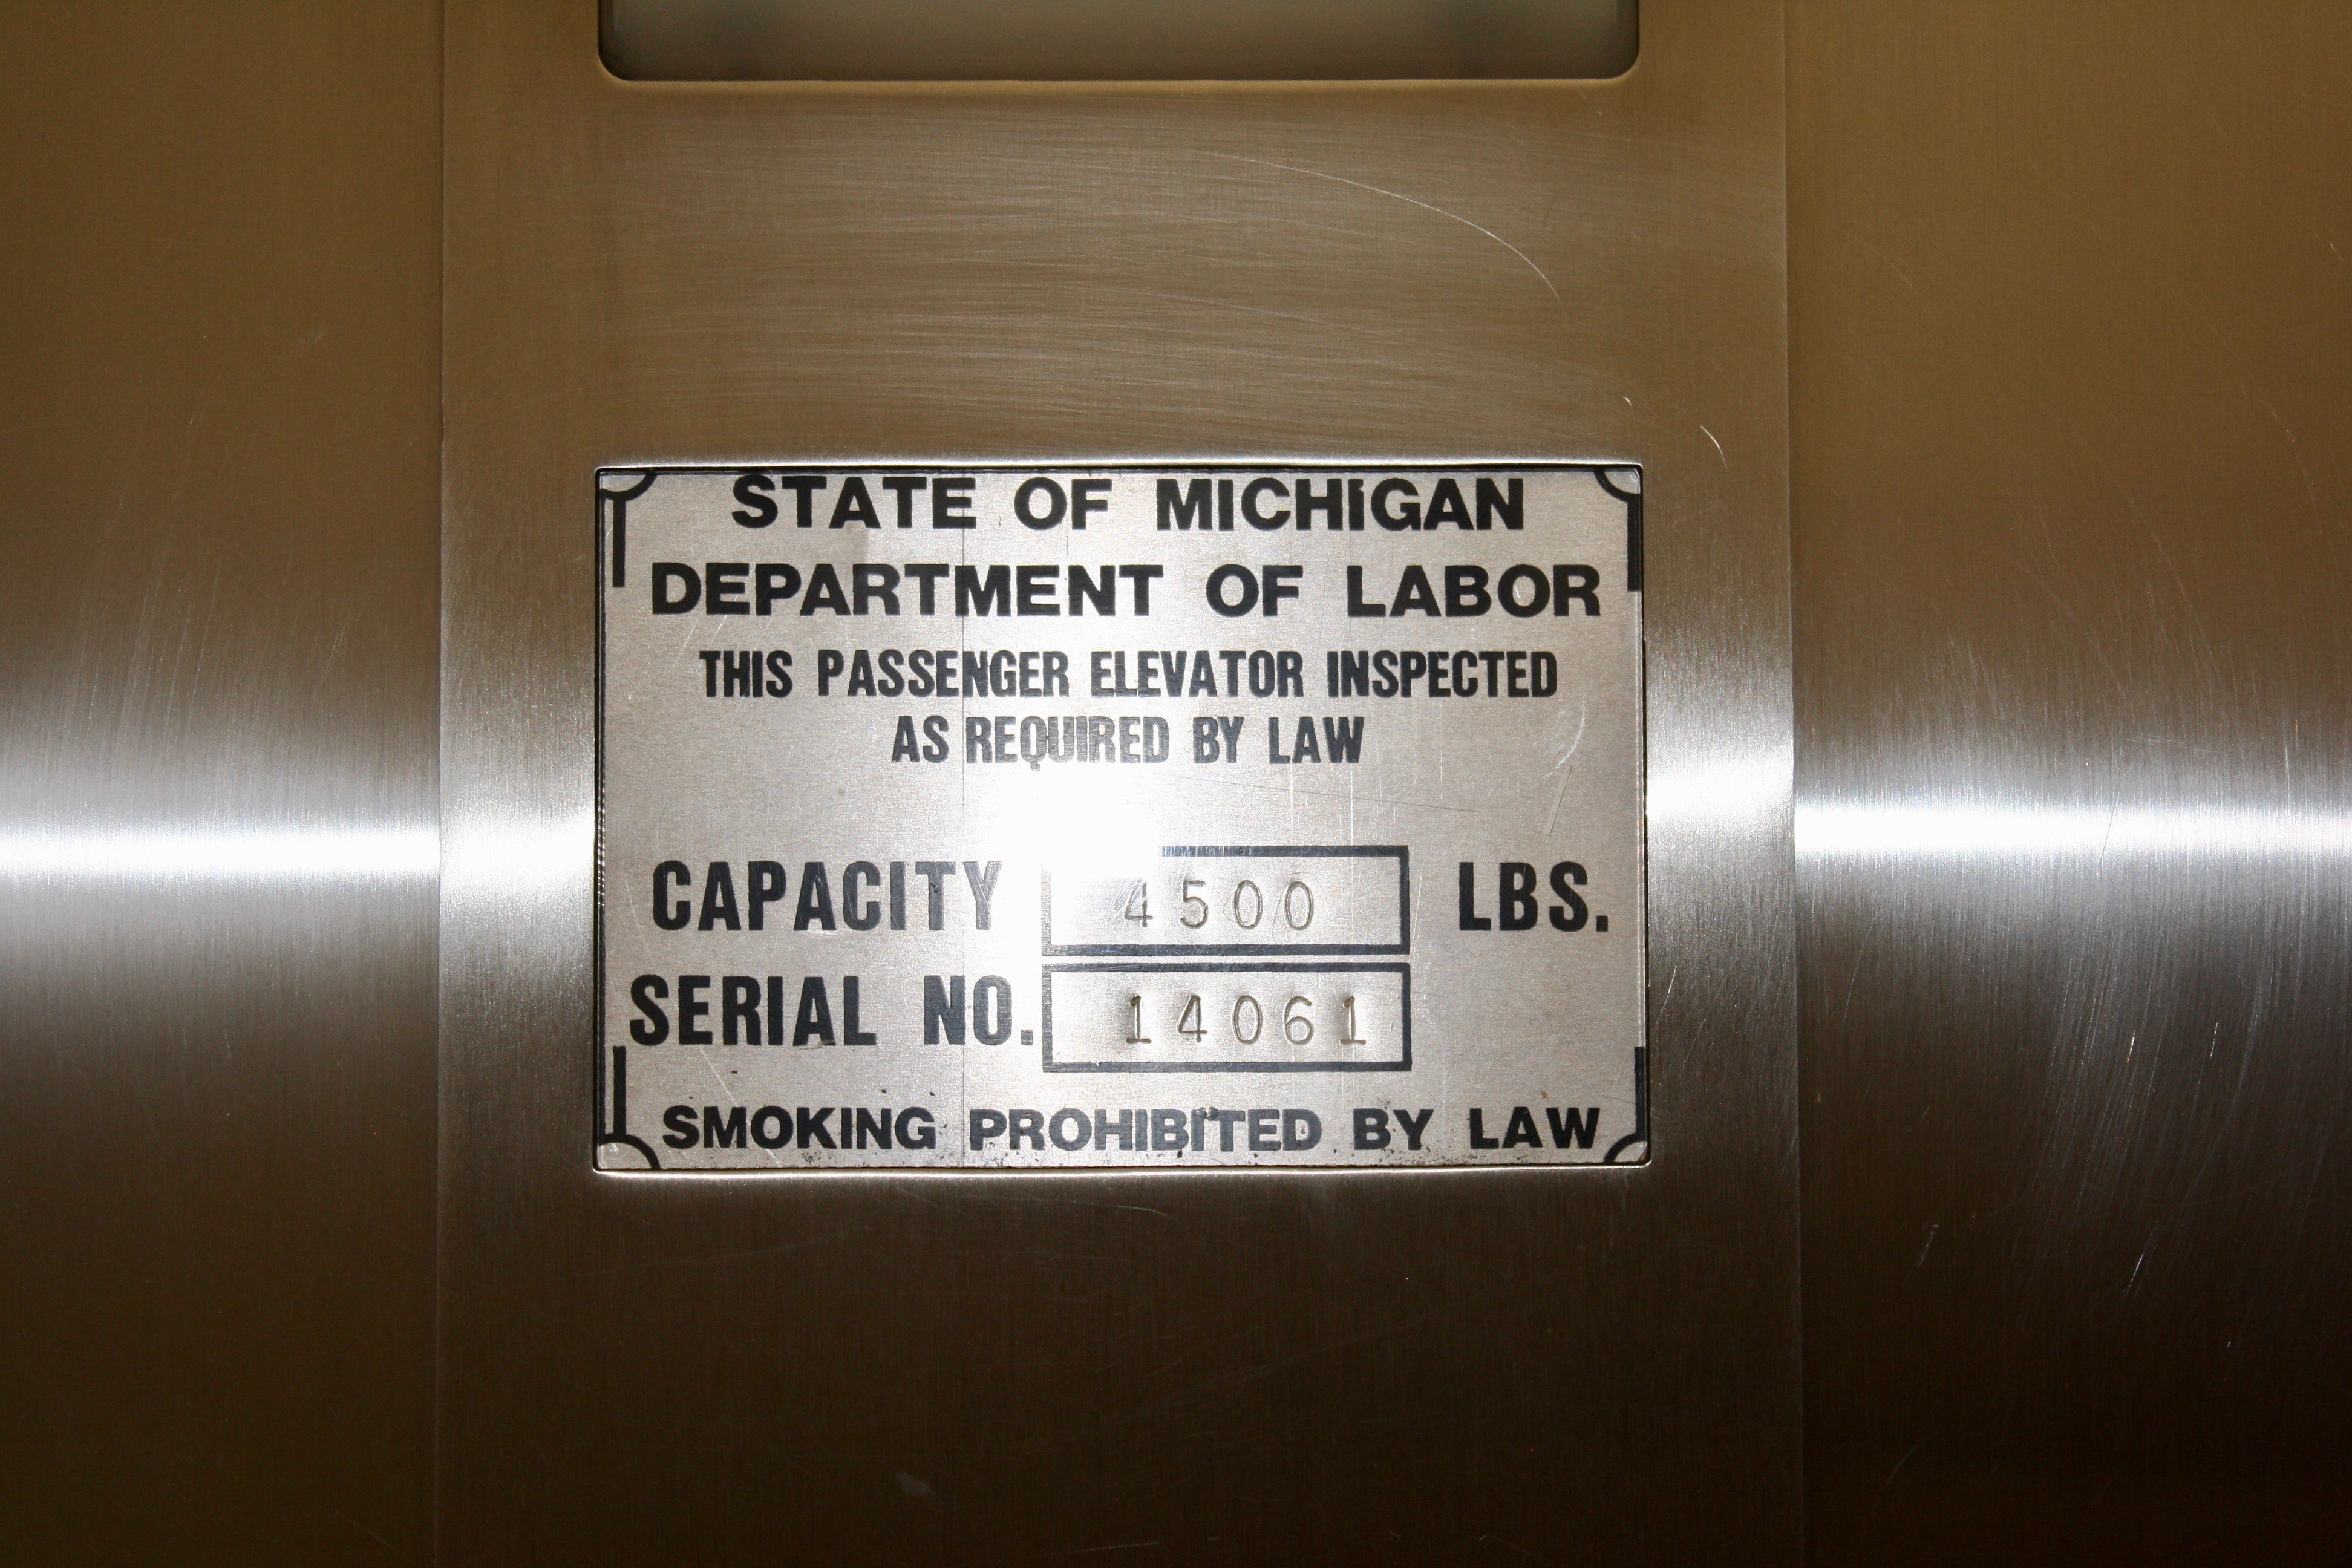 STATE OF MICHIGAN
DEPARTMENT OF LABOR
THIS PASSENGER ELEVATOR INSPECTED
AS REQUIRED BY LAW
CAPACITY 4500 LBS.
SERIAL NO. 14061
SMOKING PROHIBITED BY LAW